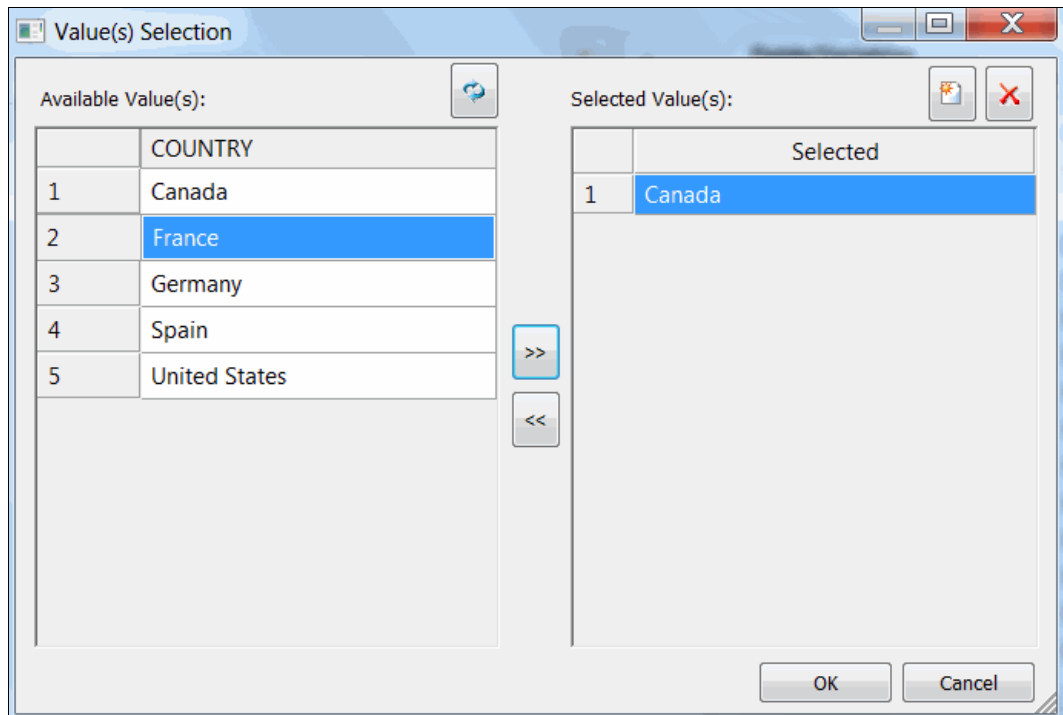 Value(s) Selection
Available Value(s):
COUNTRY
1 Canada
2 France
3 Germany
4 Spain
5 United States
>>
<<
Selected Value(s):
Selected
1 Canada
OK Cancel